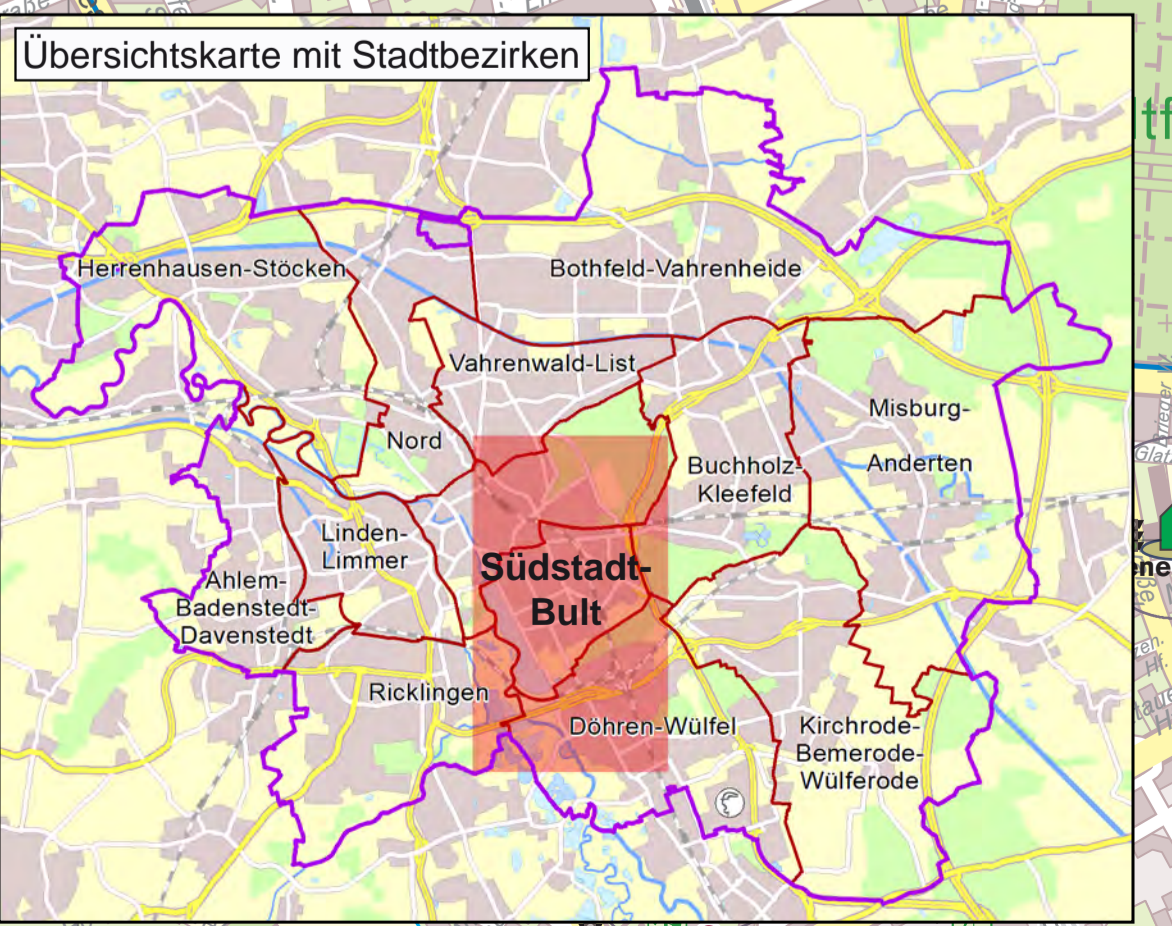 Übersichtskarte mit Stadtbezirken
Herrenhausen-Stöcken
Bothfeld-Vahrenheide
Vahrenwald-List
Nord
Misburg-
Anderten
Buchholz-
Kleefeld
Linden-
Limmer
Südstadt-
Bult
Ahlem-
Badenstedt-
Davenstedt
Ricklingen
Döhren-Wülfel
Kirchrode-
Bemerode-
Wülferode